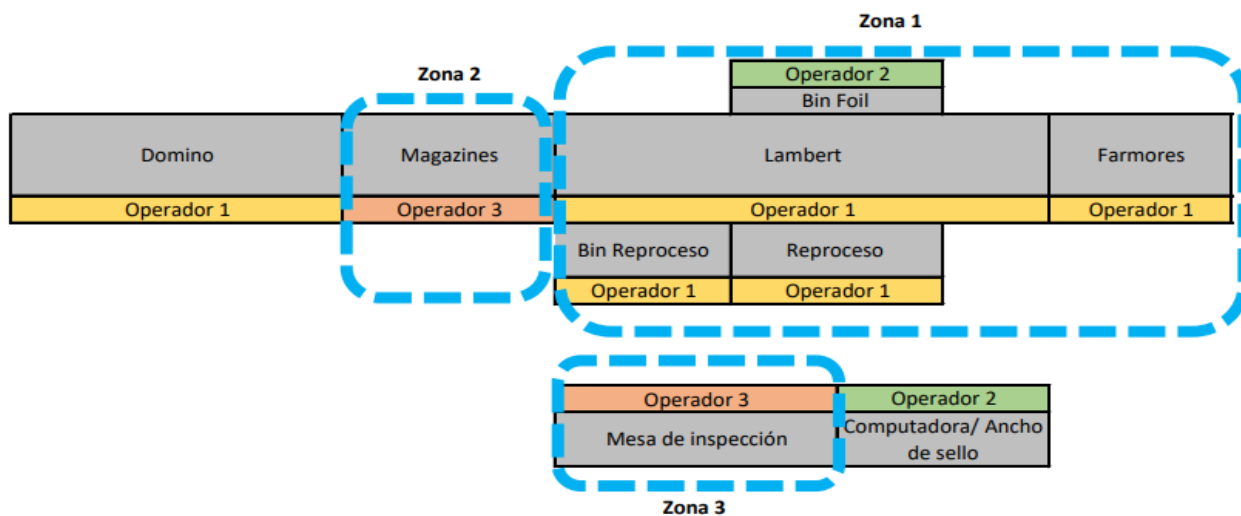 Zona 1
Operador 2
Zona 2
Bin Foil
Domino
Magazines
Lambert
Farmores
Operador 1
Operador 3
Operador 1
Operador 1
Bin Reproceso
Reproceso
Operador 1
Operador 1
Operador 3
Operador 2
Mesa de inspección
Computadora/ Ancho
de sello
Zona 3